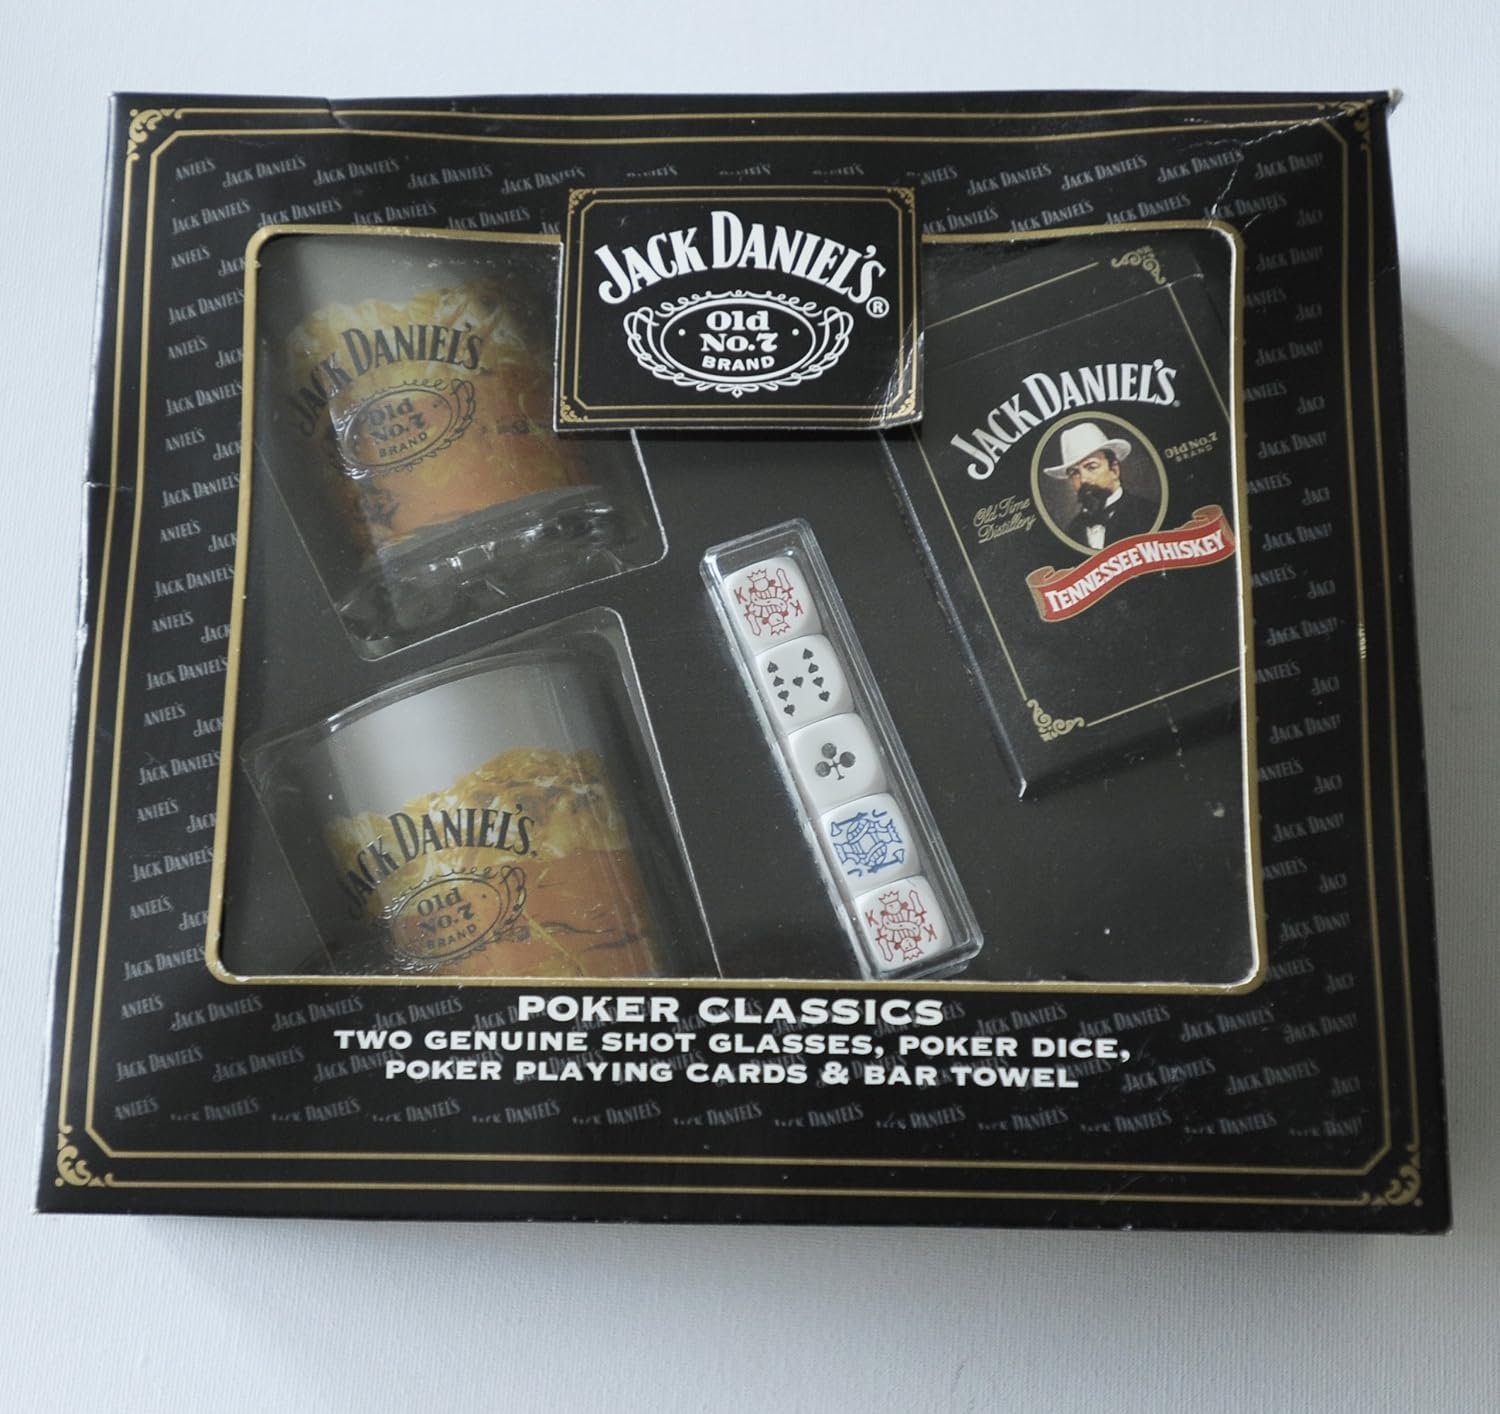 JACK DANIEL'S®
Old
No.7
BRAND
JACK DANIEL'S
Old
No.7
BRAND
JACK DANIEL'S
Old No.7
BRAND
Old Time
Distillery
TENNESSEE WHISKEY
K
K
JACK DANIEL'S
Old
No.7
BRAND
K
K
POKER CLASSICS
TWO GENUINE SHOT GLASSES, POKER DICE,
POKER PLAYING CARDS & BAR TOWEL